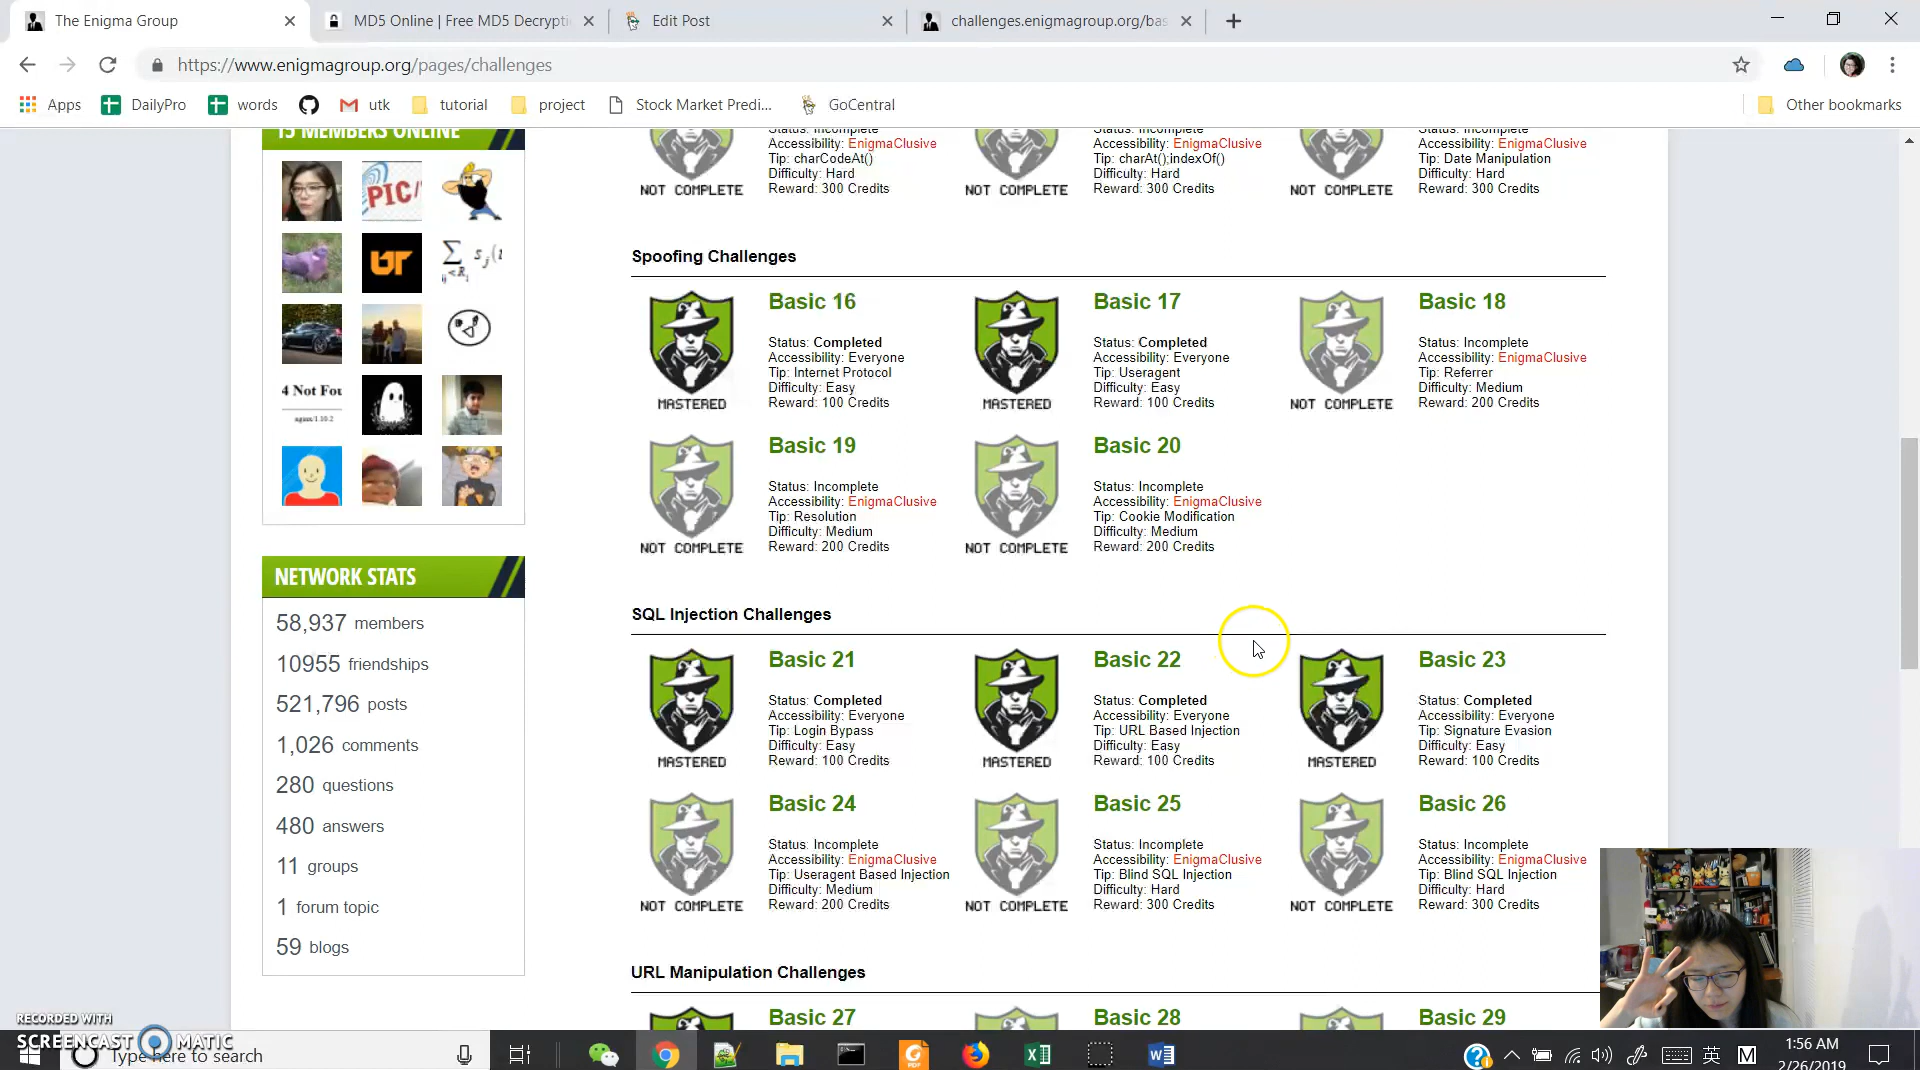 The Enigma Group
MD5 Online | Free MD5 Decrypti
Edit Post
challenges.enigmagroup.org/bas
https://www.enigmagroup.org/pages/challenges
Apps
DailyPro
words
utk
tutorial
project
Stock Market Predi...
GoCentral
Other bookmarks
15 MEMBERS ONLINE
PIC/
4 Not Fou
NETWORK STATS
58,937 members
10955 friendships
521,796 posts
1,026 comments
280 questions
480 answers
11 groups
1 forum topic
59 blogs
NOT COMPLETE
Status: Incomplete
Accessibility: EnigmaClusive
Tip: charCodeAt()
Difficulty: Hard
Reward: 300 Credits
NOT COMPLETE
Status: Incomplete
Accessibility: EnigmaClusive
Tip: charAt();indexOf()
Difficulty: Hard
Reward: 300 Credits
NOT COMPLETE
Status: Incomplete
Accessibility: EnigmaClusive
Tip: Date Manipulation
Difficulty: Hard
Reward: 300 Credits
Spoofing Challenges
MASTERED
Basic 16
Status: Completed
Accessibility: Everyone
Tip: Internet Protocol
Difficulty: Easy
Reward: 100 Credits
MASTERED
Basic 17
Status: Completed
Accessibility: Everyone
Tip: Useragent
Difficulty: Easy
Reward: 100 Credits
NOT COMPLETE
Basic 18
Status: Incomplete
Accessibility: EnigmaClusive
Tip: Referrer
Difficulty: Medium
Reward: 200 Credits
NOT COMPLETE
Basic 19
Status: Incomplete
Accessibility: EnigmaClusive
Tip: Resolution
Difficulty: Medium
Reward: 200 Credits
NOT COMPLETE
Basic 20
Status: Incomplete
Accessibility: EnigmaClusive
Tip: Cookie Modification
Difficulty: Medium
Reward: 200 Credits
SQL Injection Challenges
MASTERED
Basic 21
Status: Completed
Accessibility: Everyone
Tip: Login Bypass
Difficulty: Easy
Reward: 100 Credits
MASTERED
Basic 22
Status: Completed
Accessibility: Everyone
Tip: URL Based Injection
Difficulty: Easy
Reward: 100 Credits
MASTERED
Basic 23
Status: Completed
Accessibility: Everyone
Tip: Signature Evasion
Difficulty: Easy
Reward: 100 Credits
NOT COMPLETE
Basic 24
Status: Incomplete
Accessibility: EnigmaClusive
Tip: Useragent Based Injection
Difficulty: Medium
Reward: 200 Credits
NOT COMPLETE
Basic 25
Status: Incomplete
Accessibility: EnigmaClusive
Tip: Blind SQL Injection
Difficulty: Hard
Reward: 300 Credits
NOT COMPLETE
Basic 26
Status: Incomplete
Accessibility: EnigmaClusive
Tip: Blind SQL Injection
Difficulty: Hard
Reward: 300 Credits
URL Manipulation Challenges
Basic 27
Basic 28
Basic 29
RECORDED WITH
SCREENCAST MATIC
Type here to search
英
M
1:56 AM
2/26/2019